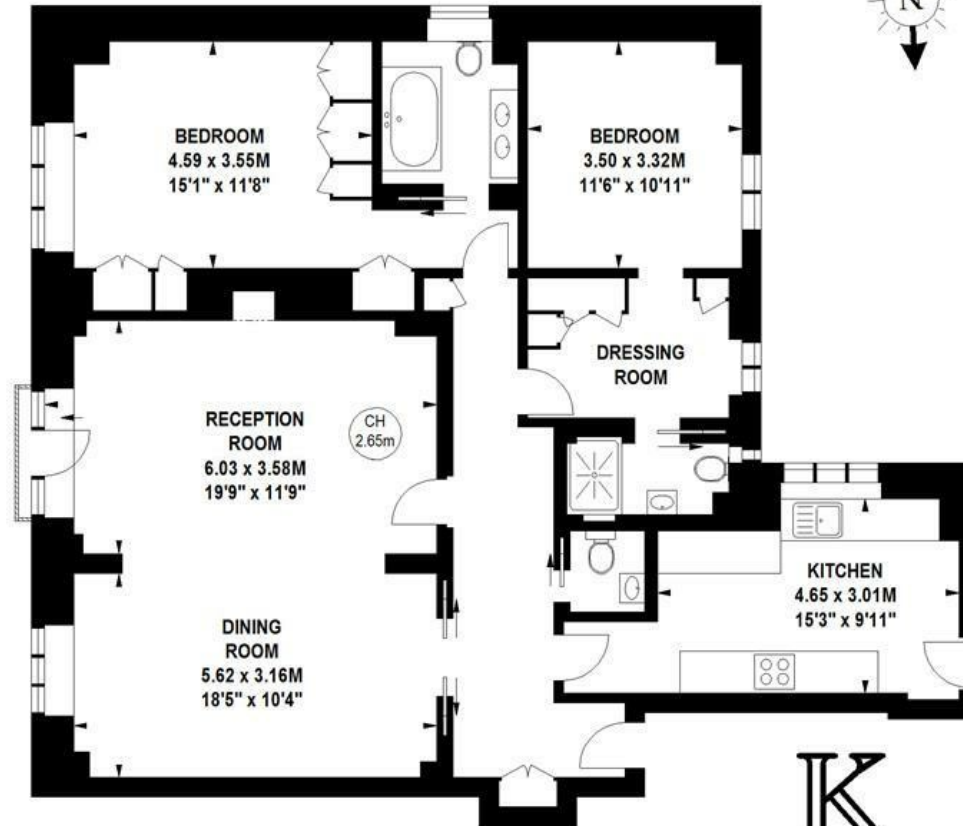 N
BEDROOM
4.59 x 3.55M
15'1" x 11'8"
BEDROOM
3.50 x 3.32M
11'6" x 10'11"
DRESSING
ROOM
RECEPTION
ROOM
6.03 x 3.58M
19'9" x 11'9"
CH
2.65m
KITCHEN
4.65 x 3.01M
15'3" x 9'11"
DINING
ROOM
5.62 x 3.16M
18'5" x 10'4"
K